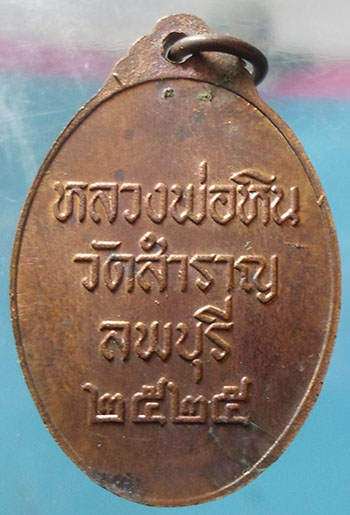 หลวงพ่อหิน
วัดสำราญ
ลพบุรี
๒๕๒๕